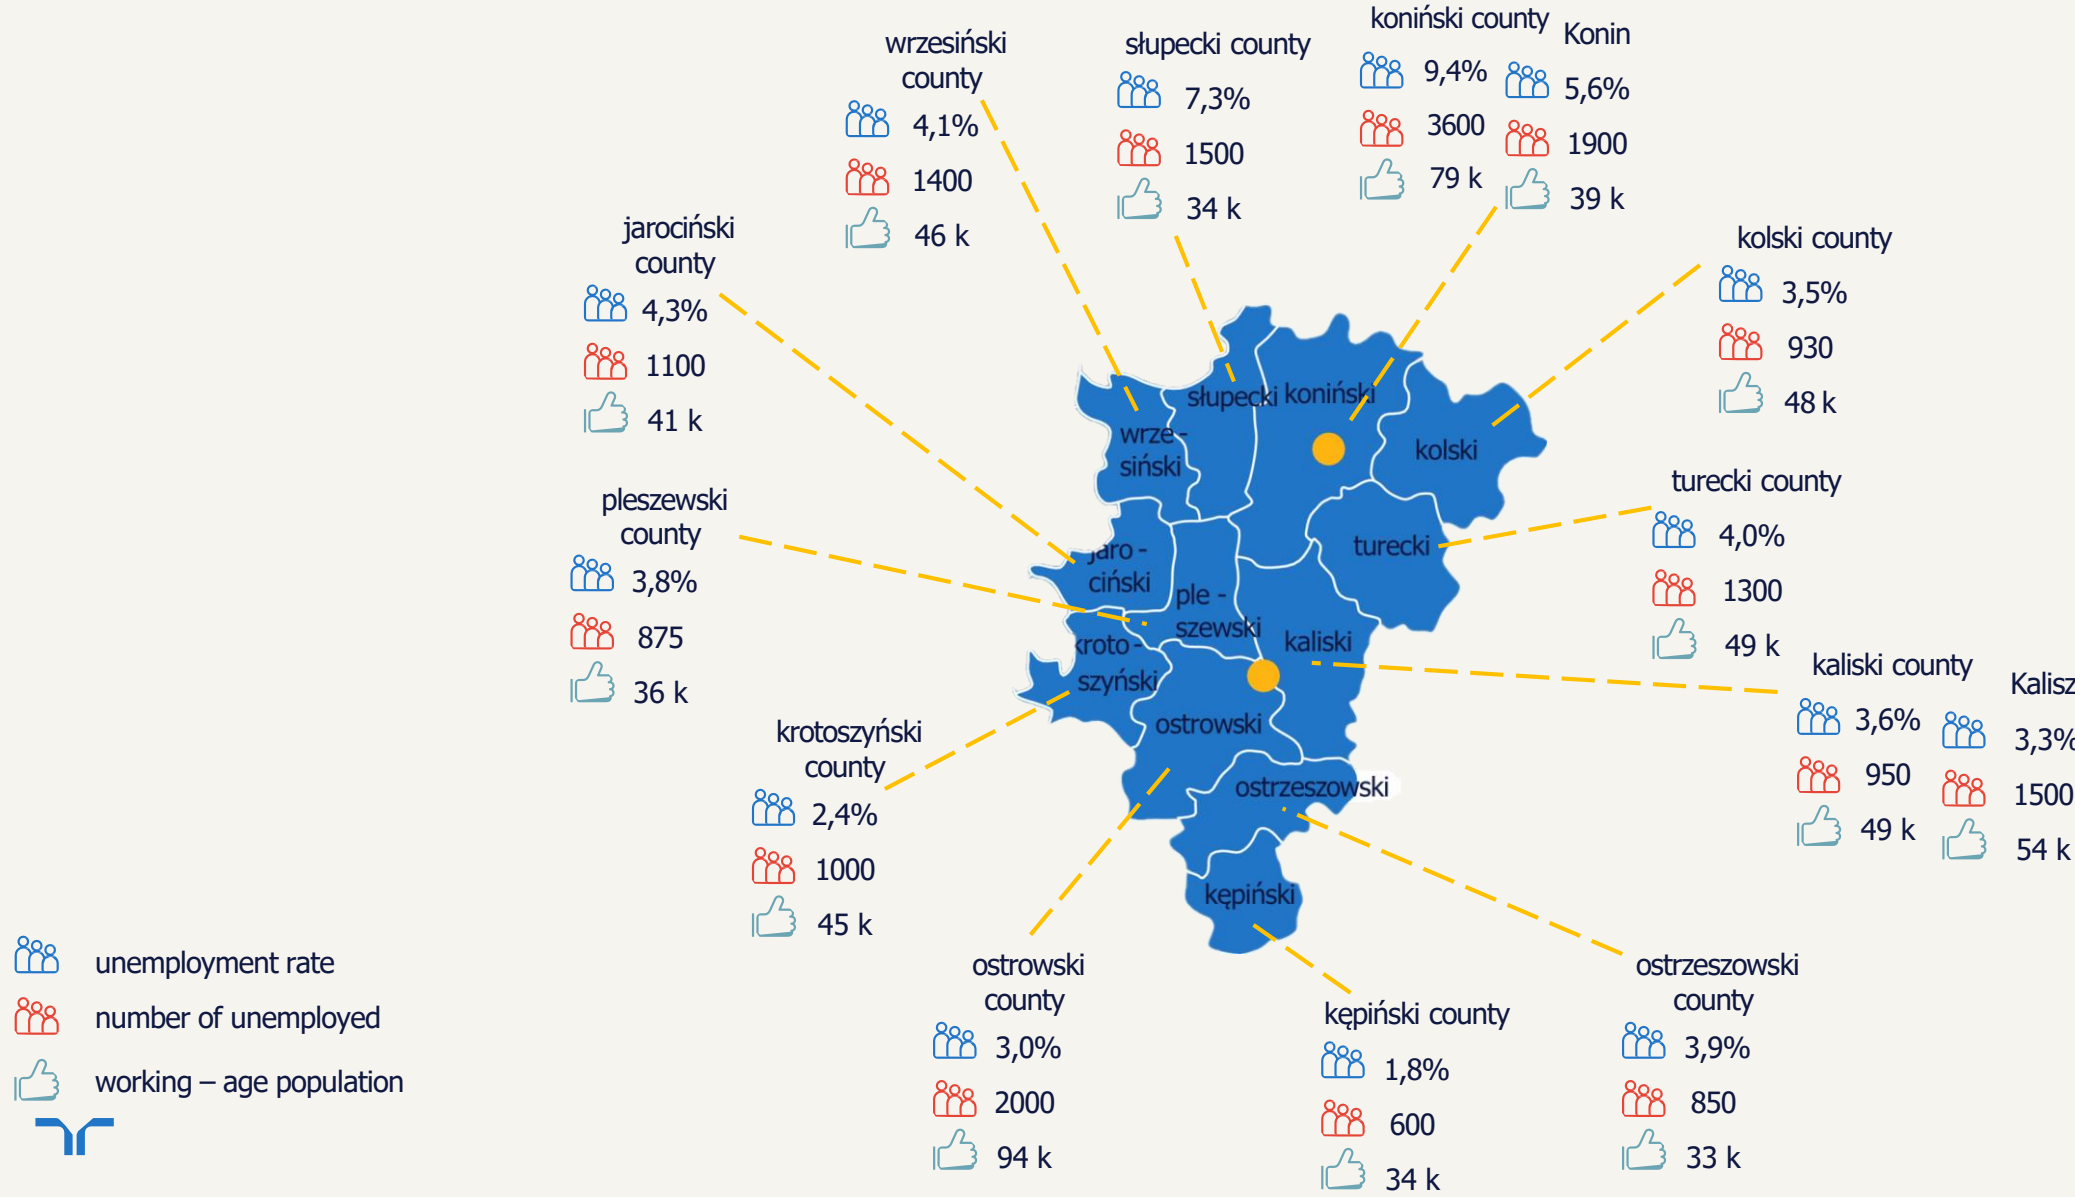 koniński county
9,4%
3600
79 k
Konin
5,6%
1900
39 k
wrzesiński
county
4,1%
1400
46 k
słupecki county
7,3%
1500
34 k
jarociński
county
4,3%
1100
41 k
kolski county
3,5%
930
48 k
pleszewski
county
3,8%
875
36 k
turecki county
4,0%
1300
49 k
słupecki
koniński
wrze -
siński
kolski
jaro -
ciński
turecki
ple -
szewski
kaliski
kroto -
szyński
ostrowski
ostrzeszowski
kępiński
kaliski county
3,6%
950
49 k
Kalisz
3,3%
1500
54 k
krotoszyński
county
2,4%
1000
45 k
ostrowski
county
3,0%
2000
94 k
kępiński county
1,8%
600
34 k
ostrzeszowski
county
3,9%
850
33 k
unemployment rate
number of unemployed
working – age population